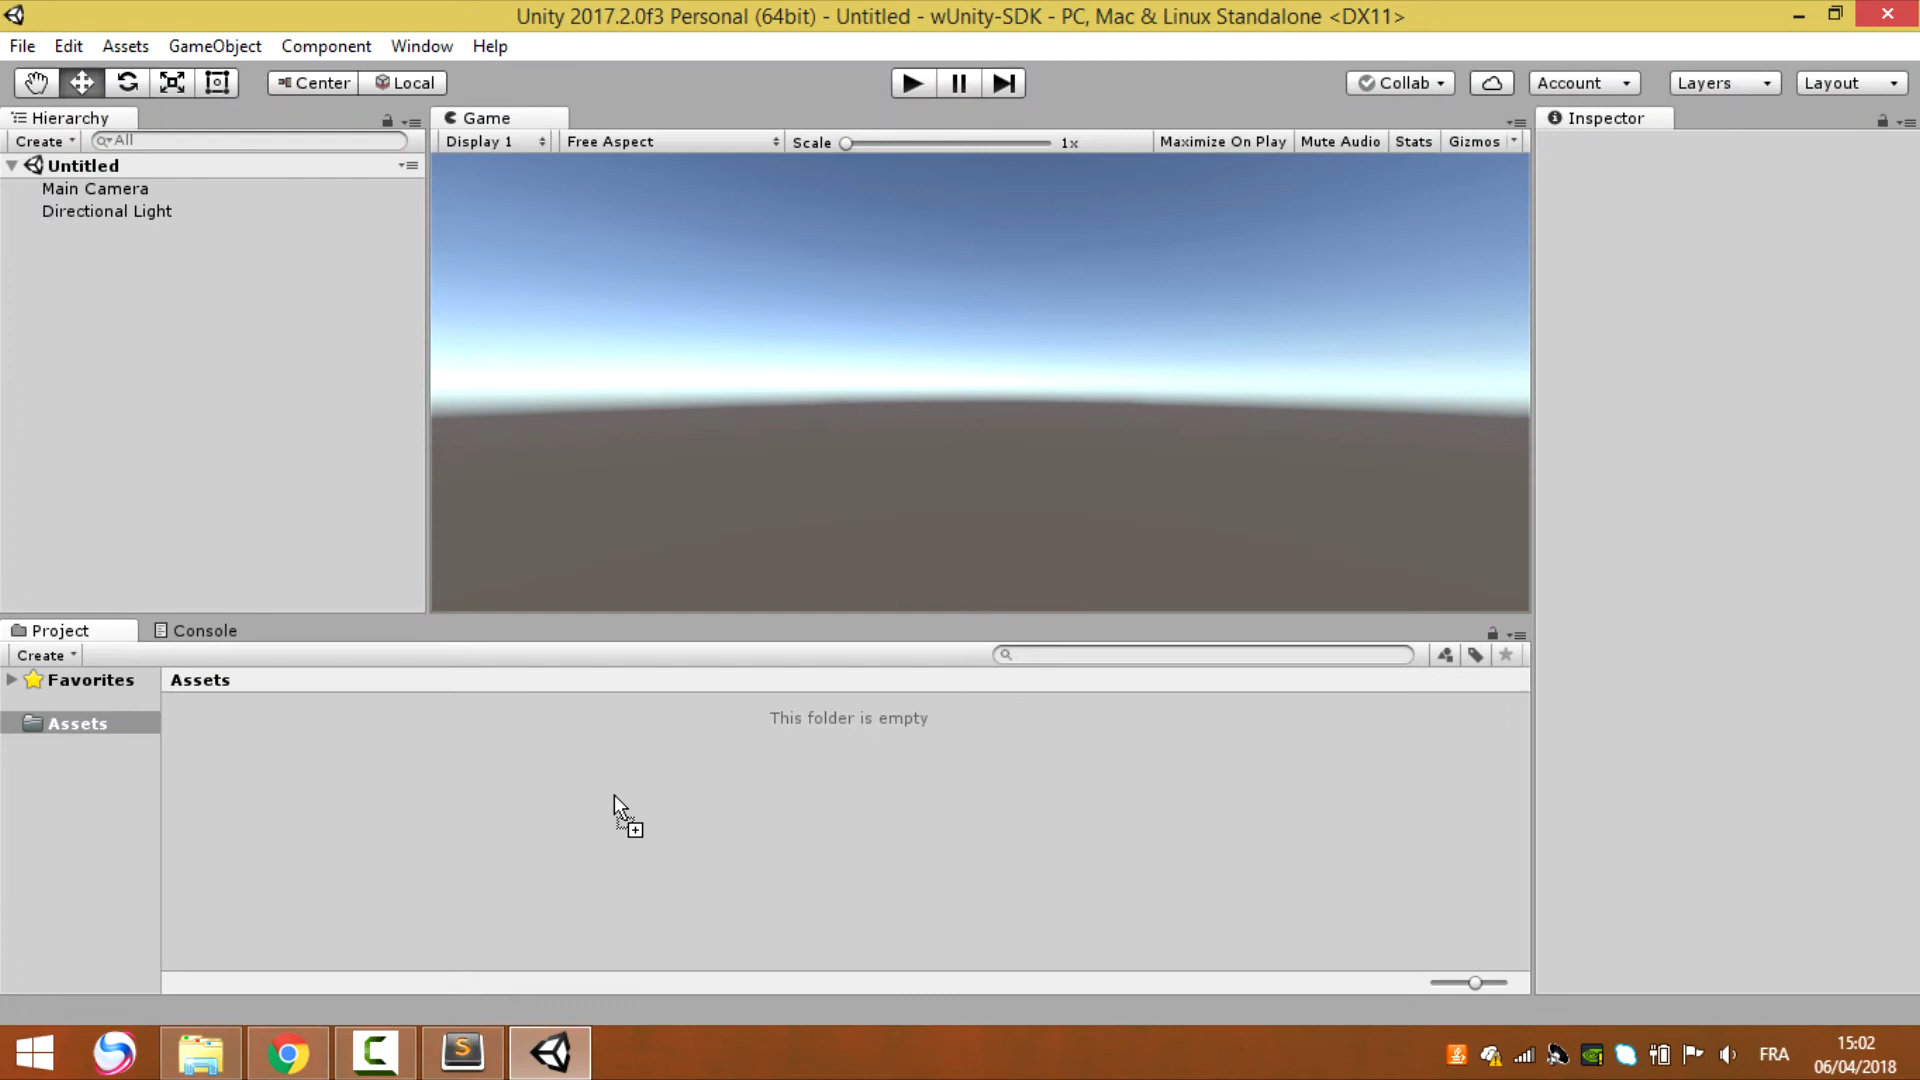 Unity 2017.2.0f3 Personal (64bit) - Untitled - wUnity-SDK - PC, Mac & Linux Standalone <DX11>
File Edit Assets GameObject Component Window Help
Center Local Collab Account Layers Layout
Hierarchy Game Inspector
Create All Display 1 Free Aspect Scale 1x Maximize On Play Mute Audio Stats Gizmos
Untitled
Main Camera
Directional Light
Project Console
Create
Favorites Assets
Assets
This folder is empty
FRA
15:02
06/04/2018